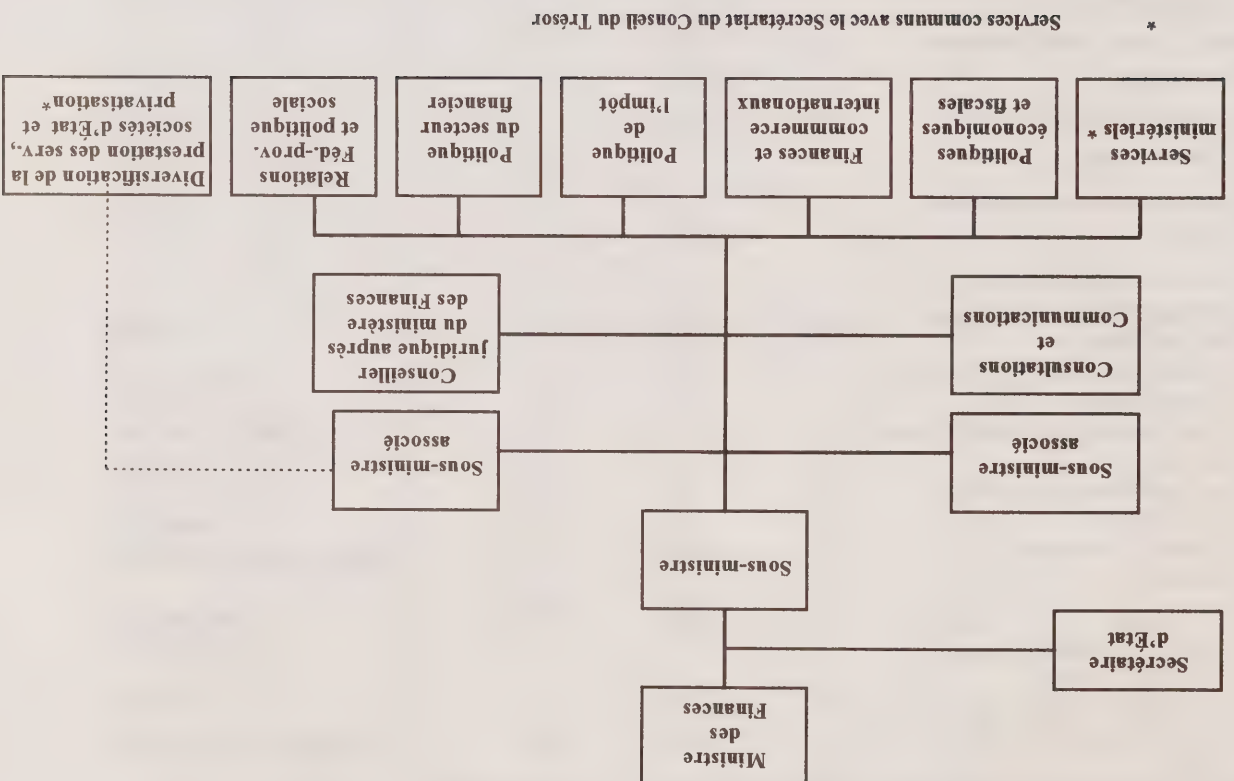 Ministre
des
Finances
Secrétaire
d'État
Sous-ministre
Sous-ministre
associé
Sous-ministre
associé
Consultations
et
Communications
Conseiller
juridique auprès
du ministère
des Finances
Services
ministériels *
Politiques
économiques
et fiscales
Finances et
commerce
internationaux
Politique
de
l'impôt
Politique
du secteur
financier
Relations
Féd.-prov.
et politique
sociale
Diversification de la
prestation des serv.,
sociétés d'État et
privatisation*
* Services communs avec le Secrétariat du Conseil du Trésor